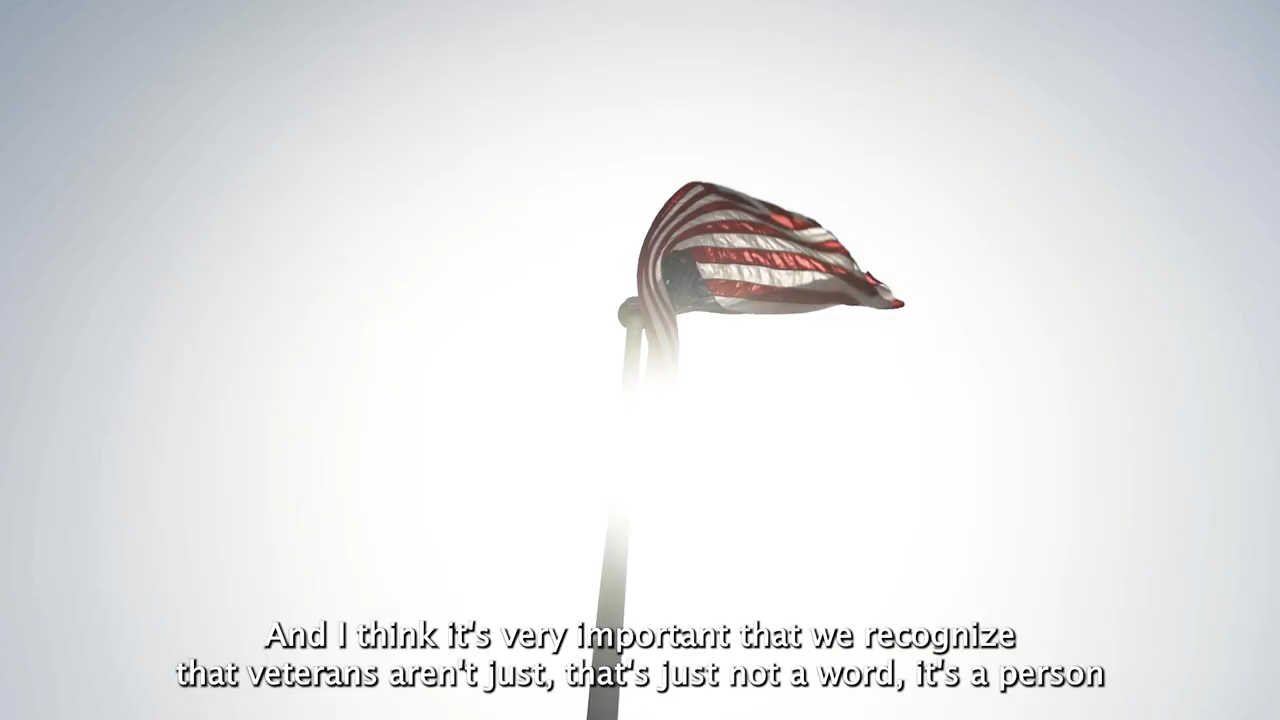 And I think it's very important that we recognize
that veterans aren't just, that's just not a word, it's a person